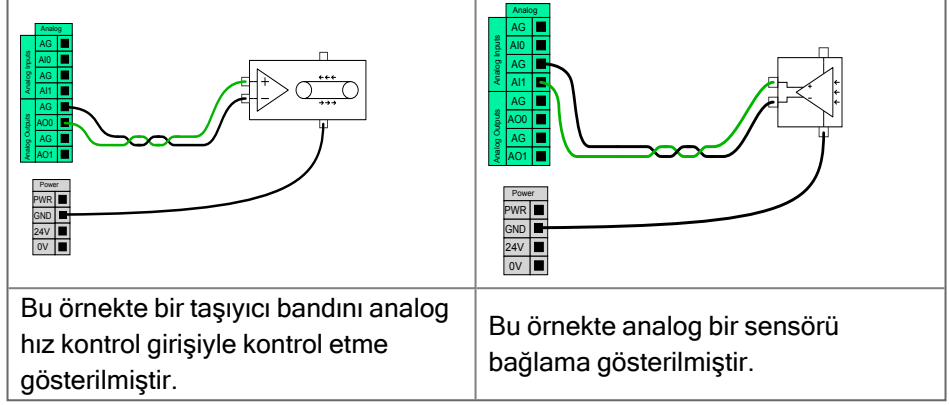 Analog
Analog Inputs
AG
AI0
AG
AI1
Analog Outputs
AG
AO0
AG
AO1
Power
PWR
GND
24V
0V
+
−
Bu örnekte bir taşıyıcı bandını analog
hız kontrol girişiyle kontrol etme
gösterilmiştir.
Analog
Analog Inputs
AG
AI0
AG
AI1
Analog Outputs
AG
AO0
AG
AO1
Power
PWR
GND
24V
0V
+
-
Bu örnekte analog bir sensörü
bağlama gösterilmiştir.